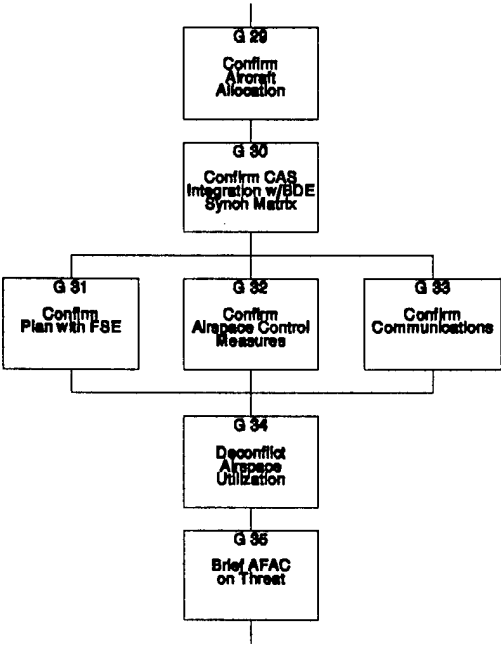 G 29
Confirm
Aircraft
Allocation
G 30
Confirm CAS
Integration w/BDE
Synch Matrix
G 31
Confirm
Plan with FSE
G 32
Confirm
Airspace Control
Measures
G 33
Confirm
Communications
G 34
Deconflict
Airspace
Utilization
G 35
Brief AFAC
on Threat